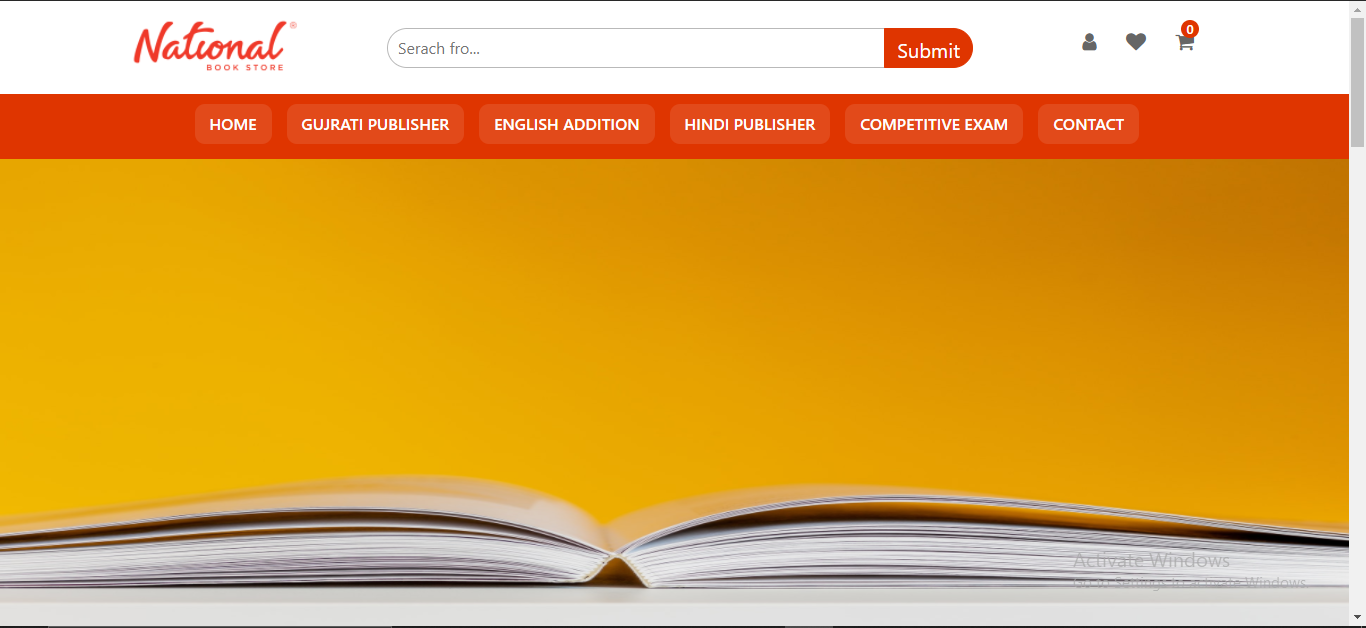 National®
BOOK STORE
Serach fro...
Submit
0
HOME
GUJRATI PUBLISHER
ENGLISH ADDITION
HINDI PUBLISHER
COMPETITIVE EXAM
CONTACT
Activate Windows
Go to Settings to activate Windows.